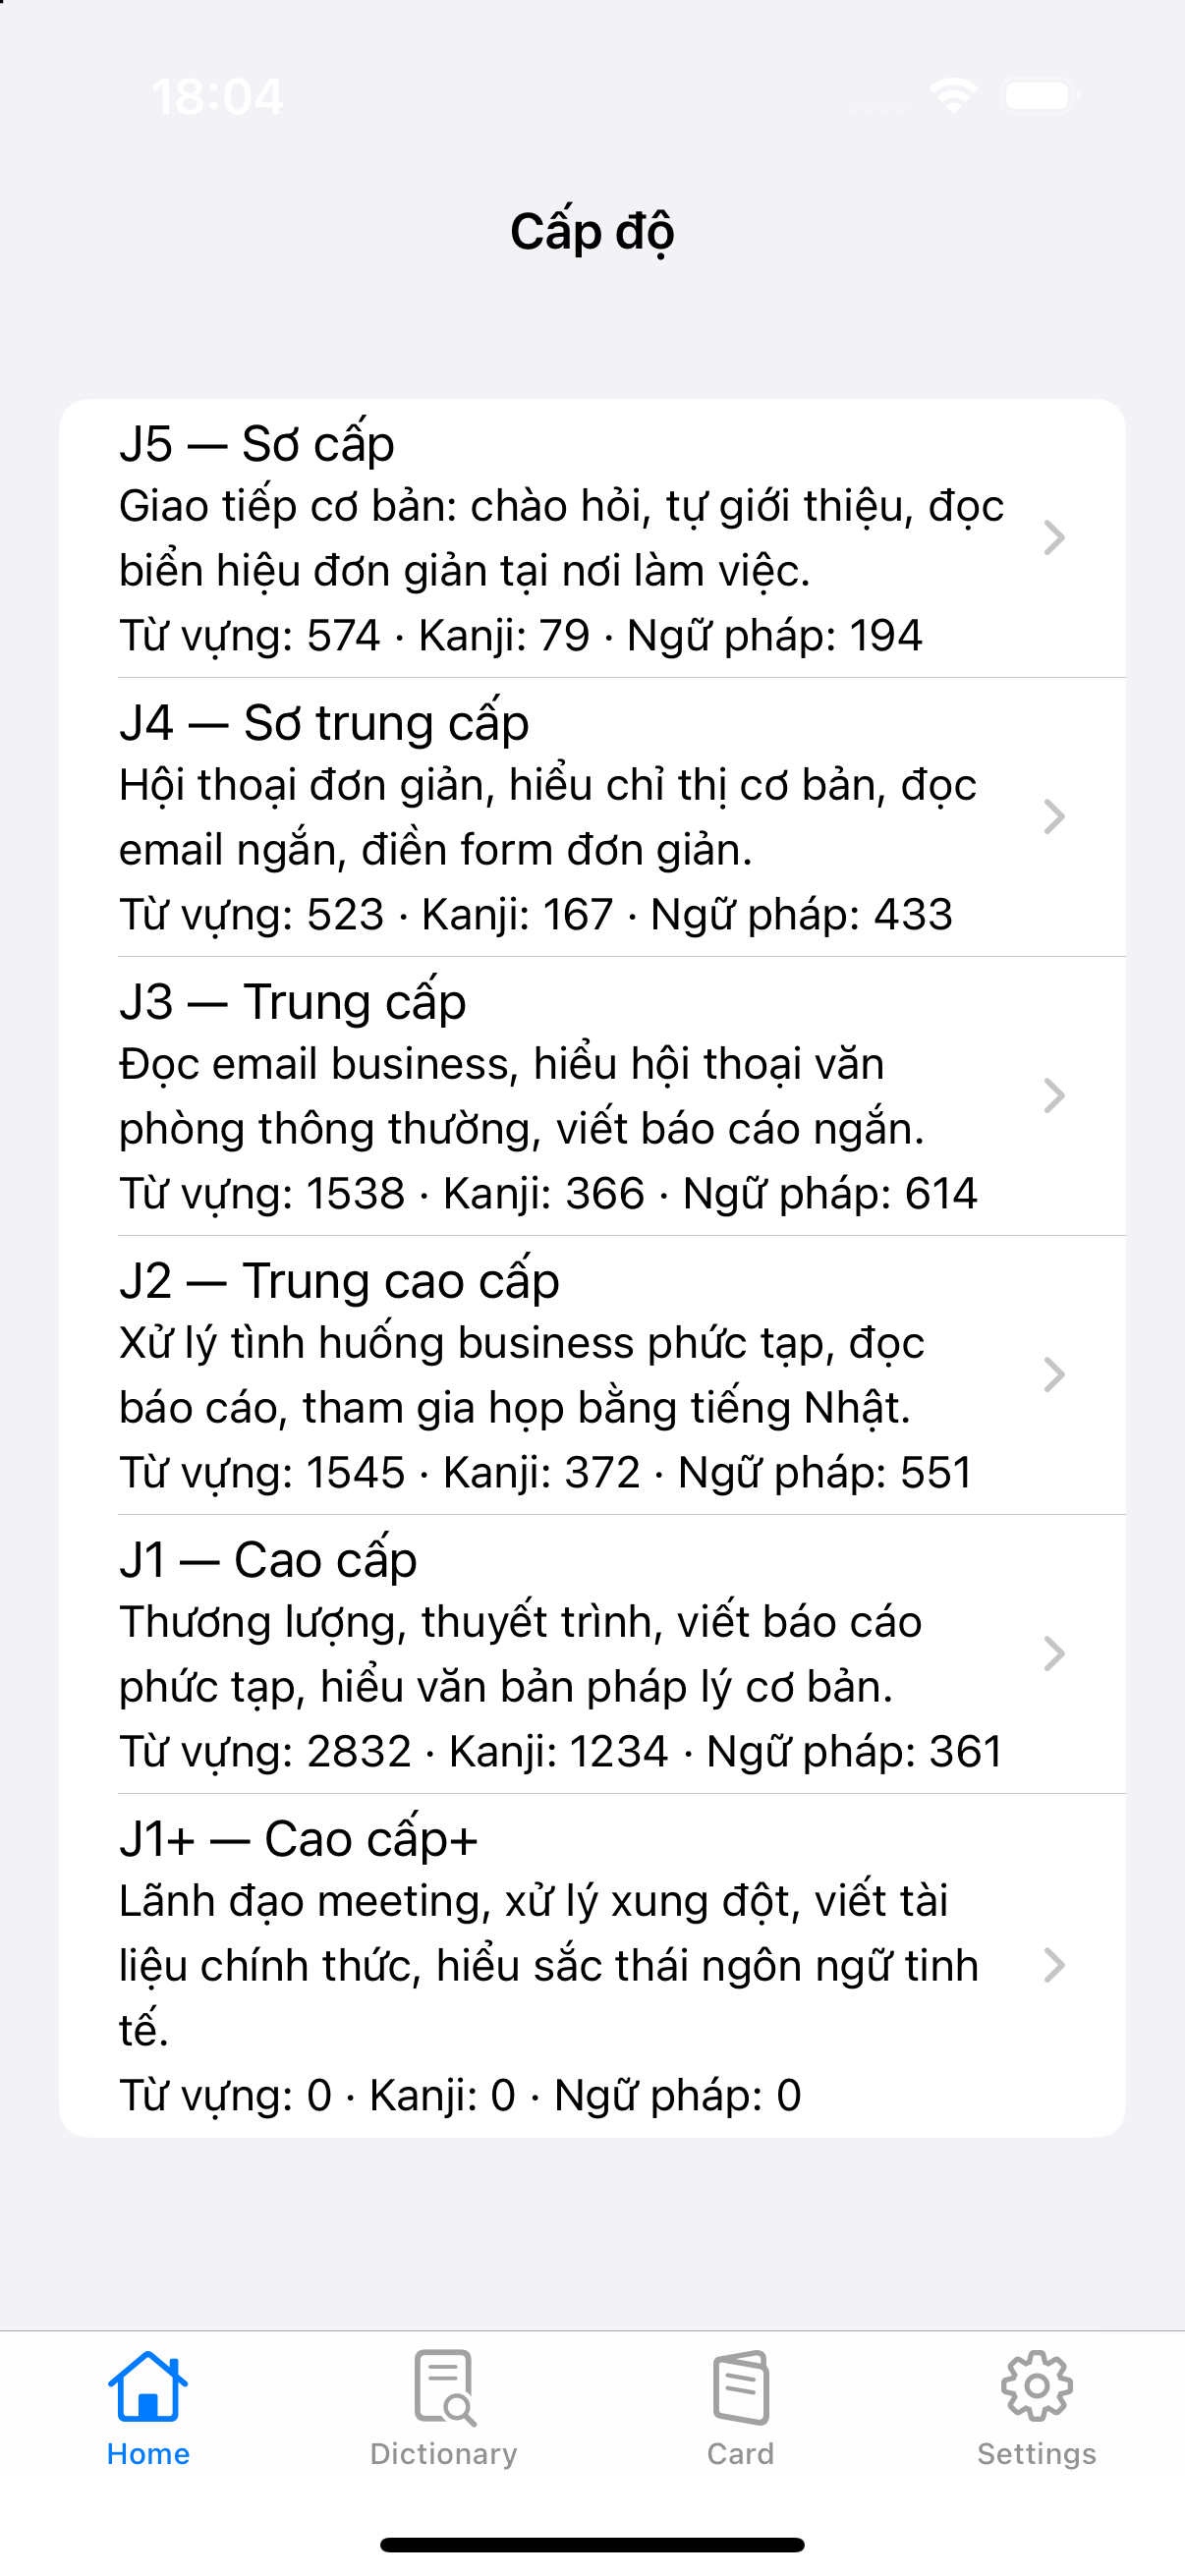 18:04
Cấp độ
J5 — Sơ cấp
Giao tiếp cơ bản: chào hỏi, tự giới thiệu, đọc
biển hiệu đơn giản tại nơi làm việc.
Từ vựng: 574 · Kanji: 79 · Ngữ pháp: 194
J4 — Sơ trung cấp
Hội thoại đơn giản, hiểu chỉ thị cơ bản, đọc
email ngắn, điền form đơn giản.
Từ vựng: 523 · Kanji: 167 · Ngữ pháp: 433
J3 — Trung cấp
Đọc email business, hiểu hội thoại văn
phòng thông thường, viết báo cáo ngắn.
Từ vựng: 1538 · Kanji: 366 · Ngữ pháp: 614
J2 — Trung cao cấp
Xử lý tình huống business phức tạp, đọc
báo cáo, tham gia họp bằng tiếng Nhật.
Từ vựng: 1545 · Kanji: 372 · Ngữ pháp: 551
J1 — Cao cấp
Thương lượng, thuyết trình, viết báo cáo
phức tạp, hiểu văn bản pháp lý cơ bản.
Từ vựng: 2832 · Kanji: 1234 · Ngữ pháp: 361
J1+ — Cao cấp+
Lãnh đạo meeting, xử lý xung đột, viết tài
liệu chính thức, hiểu sắc thái ngôn ngữ tinh
tế.
Từ vựng: 0 · Kanji: 0 · Ngữ pháp: 0
Home Dictionary Card Settings